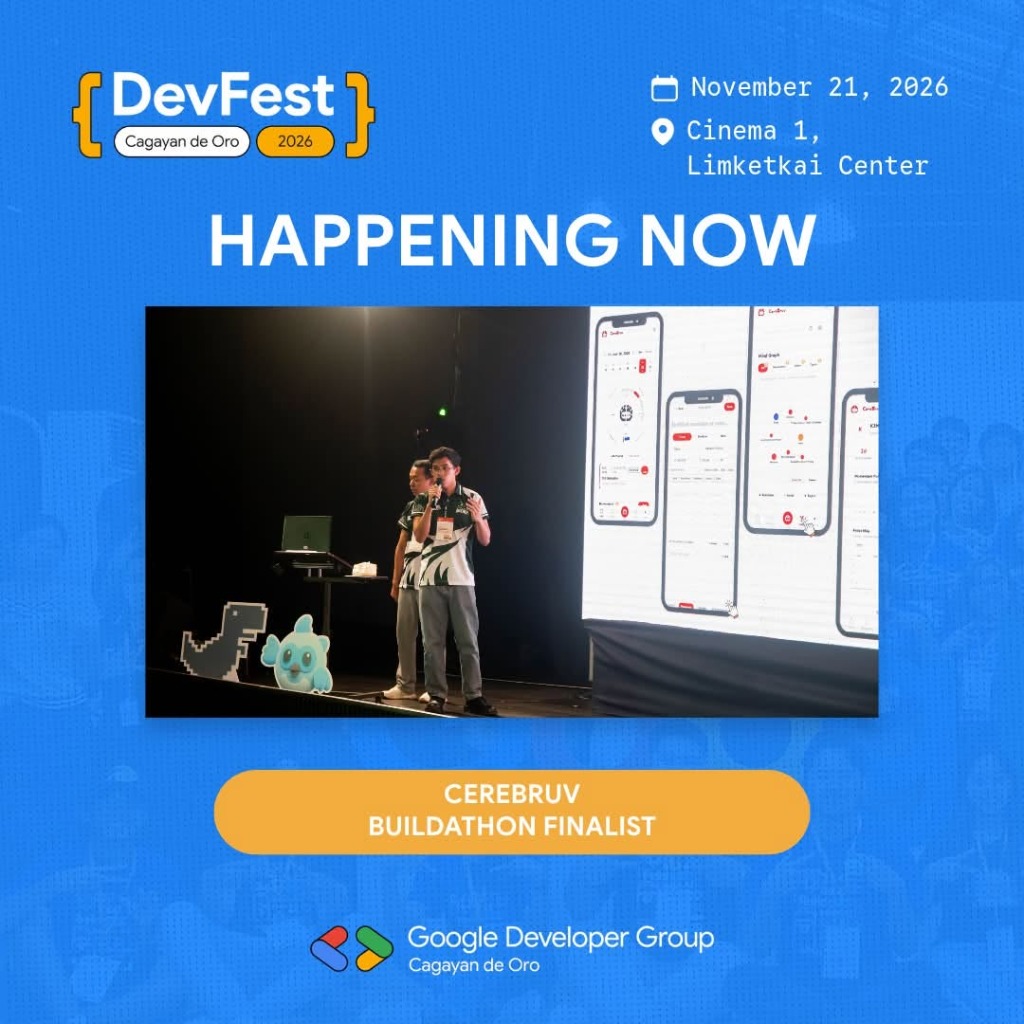 DevFest
Cagayan de Oro
2026
November 21, 2026
Cinema 1,
Limketkai Center
HAPPENING NOW
CEREBRUV
BUILDATHON FINALIST
Google Developer Group
Cagayan de Oro